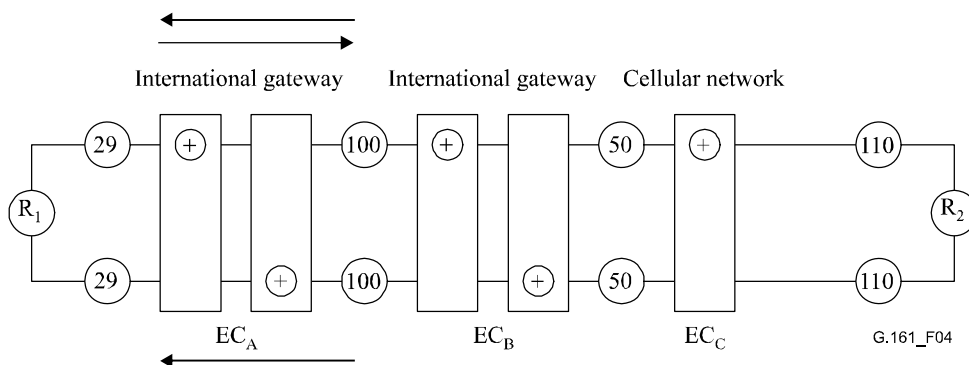 International gateway International gateway Cellular network
29 + 100 + 50 + 110
R1 R2
29 + 100 + 50 110
ECA ECB ECC
G.161_F04